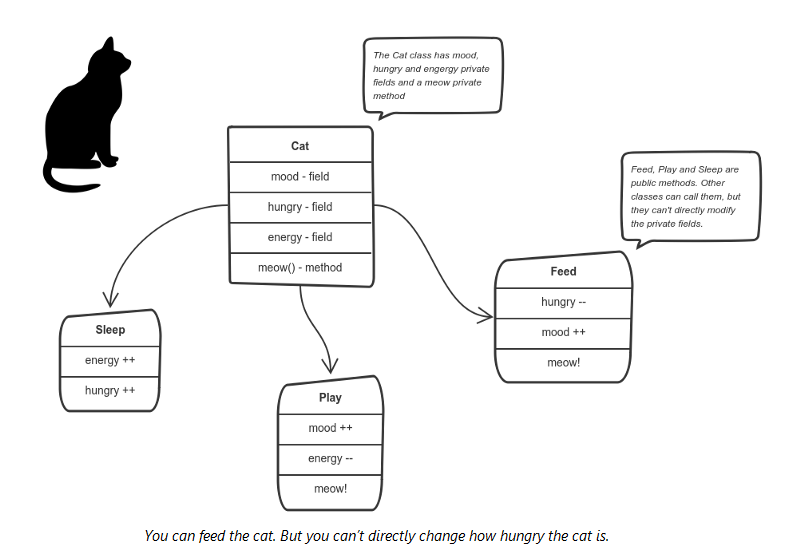 The Cat class has mood,
hungry and engergy private
fields and a meow private
method
Cat
mood - field
hungry - field
energy - field
meow() - method
Feed, Play and Sleep are
public methods. Other
classes can call them, but
they can't directly modify
the private fields.
Feed
hungry --
mood ++
meow!
Sleep
energy ++
hungry ++
Play
mood ++
energy --
meow!
You can feed the cat. But you can't directly change how hungry the cat is.